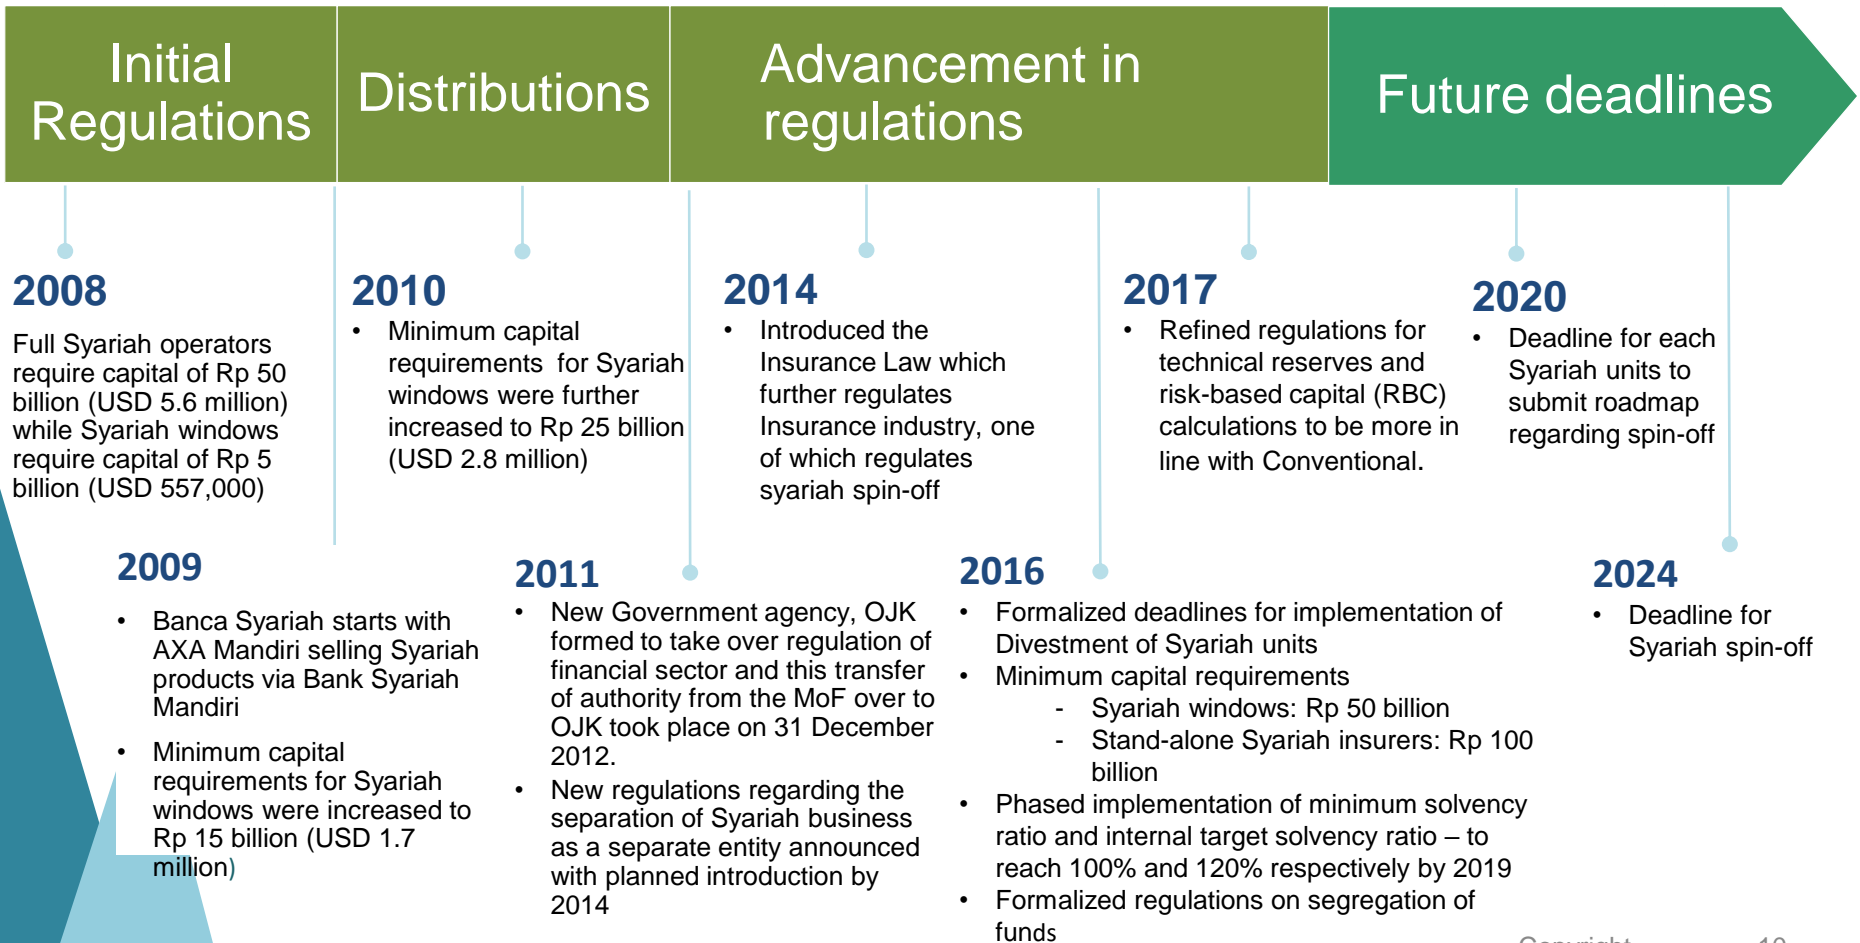 Initial
Regulations
Distributions
Advancement in
regulations
Future deadlines
2008
Full Syariah operators
require capital of Rp 50
billion (USD 5.6 million)
while Syariah windows
require capital of Rp 5
billion (USD 557,000)
2010
• Minimum capital
requirements for Syariah
windows were further
increased to Rp 25 billion
(USD 2.8 million)
2014
• Introduced the
Insurance Law which
further regulates
Insurance industry, one
of which regulates
syariah spin-off
2017
• Refined regulations for
technical reserves and
risk-based capital (RBC)
calculations to be more in
line with Conventional.
2020
• Deadline for each
Syariah units to
submit roadmap
regarding spin-off
2009
• Banca Syariah starts with
AXA Mandiri selling Syariah
products via Bank Syariah
Mandiri
• Minimum capital
requirements for Syariah
windows were increased to
Rp 15 billion (USD 1.7
million)
2011
• New Government agency, OJK
formed to take over regulation of
financial sector and this transfer
of authority from the MoF over to
OJK took place on 31 December
2012.
• New regulations regarding the
separation of Syariah business
as a separate entity announced
with planned introduction by
2014
2016
• Formalized deadlines for implementation of
Divestment of Syariah units
• Minimum capital requirements
- Syariah windows: Rp 50 billion
- Stand-alone Syariah insurers: Rp 100
billion
• Phased implementation of minimum solvency
ratio and internal target solvency ratio – to
reach 100% and 120% respectively by 2019
• Formalized regulations on segregation of
funds
2024
• Deadline for
Syariah spin-off
Copyright